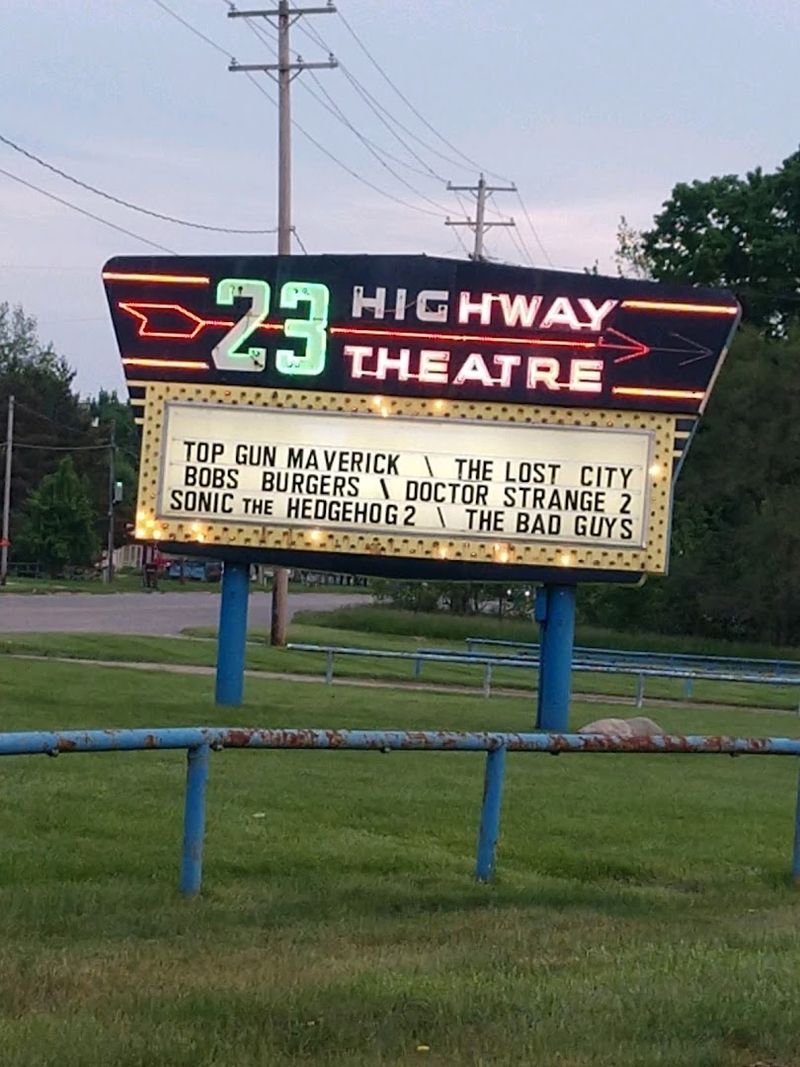 23 HIGHWAY
THEATRE
TOP GUN MAVERICK \ THE LOST CITY
BOBS BURGERS \ DOCTOR STRANGE 2
SONIC THE HEDGEHOG 2 \ THE BAD GUYS